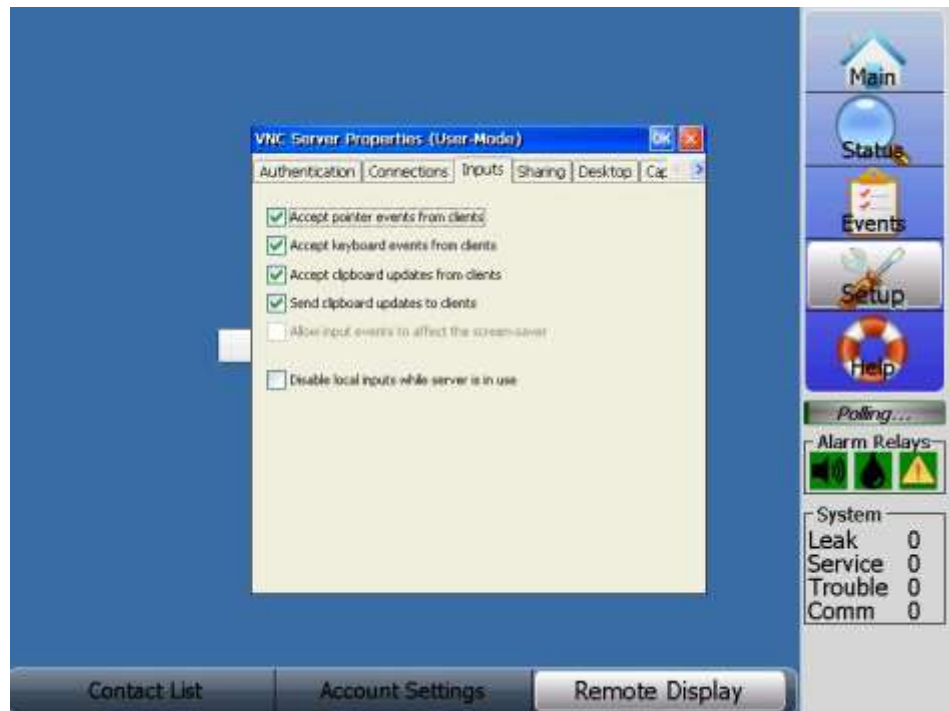 VNC Server Properties (User-Mode)
OK
Authentication Connections Inputs Sharing Desktop Cap
Accept pointer events from clients
Accept keyboard events from clients
Accept clipboard updates from clients
Send clipboard updates to clients
Allow input events to affect the screen-saver
Disable local inputs while server is in use
Main
Status
Events
Setup
Help
Polling...
Alarm Relays
System
Leak 0
Service 0
Trouble 0
Comm 0
Contact List
Account Settings
Remote Display